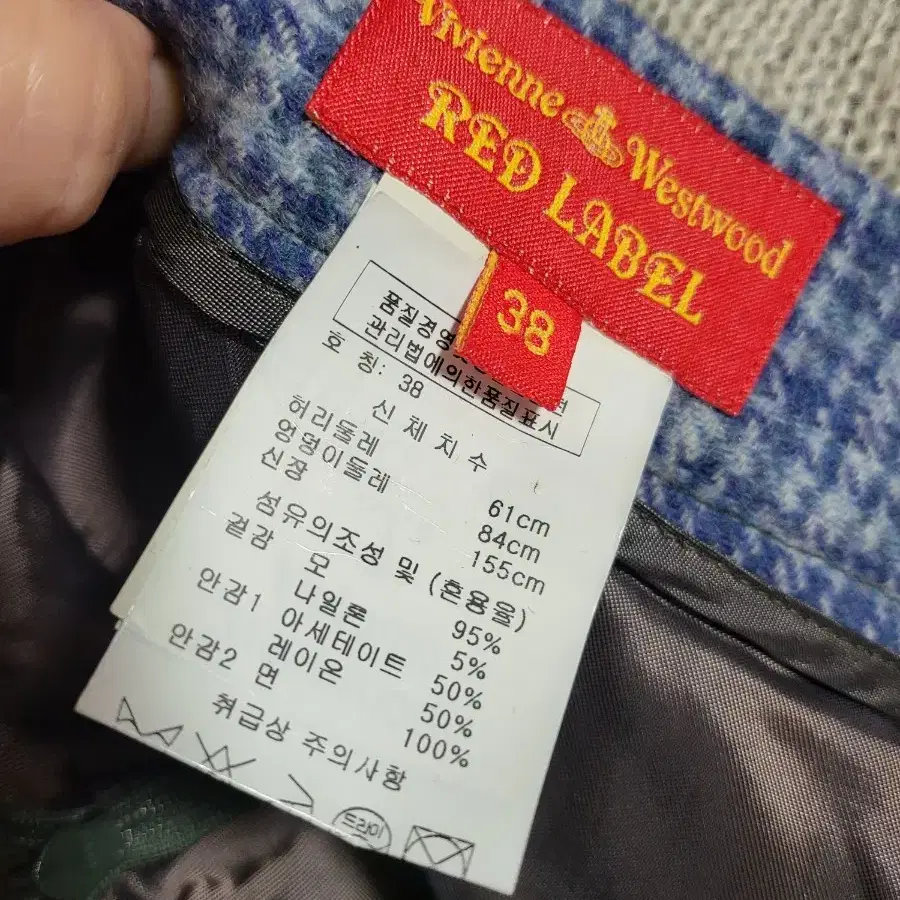 Vivienne Westwood
RED LABEL
38
품질경영
관리법에의한품질표시
호 칭: 38
신 체 치 수
허리둘레 61cm
엉덩이둘레 84cm
신장 155cm
섬유의조성 및 (혼용율)
겉감 모 95%
나일론 5%
안감1 아세테이트 50%
레이온 50%
안감2 면 100%
취급상 주의사항
드라이